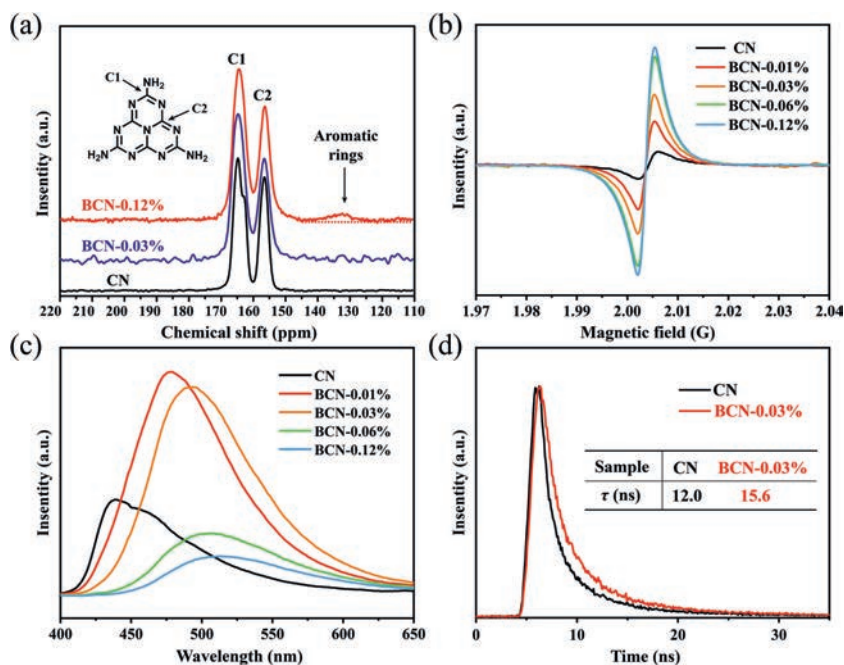 (a)
C1
C2
C1
NH₂
C2
N N
N N N
N N
H₂N N NH₂
Aromatic
rings
BCN-0.12%
BCN-0.03%
CN
Insentity (a.u.)
220 210 200 190 180 170 160 150 140 130 120 110
Chemical shift (ppm)
(b)
CN
BCN-0.01%
BCN-0.03%
BCN-0.06%
BCN-0.12%
Insentity (a.u.)
1.97 1.98 1.99 2.00 2.01 2.02 2.03 2.04
Magnetic field (G)
(c)
CN
BCN-0.01%
BCN-0.03%
BCN-0.06%
BCN-0.12%
Insentity (a.u.)
400 450 500 550 600 650
Wavelength (nm)
(d)
CN
BCN-0.03%
Sample CN BCN-0.03%
τ (ns) 12.0 15.6
Insentity (a.u.)
0 10 20 30
Time (ns)